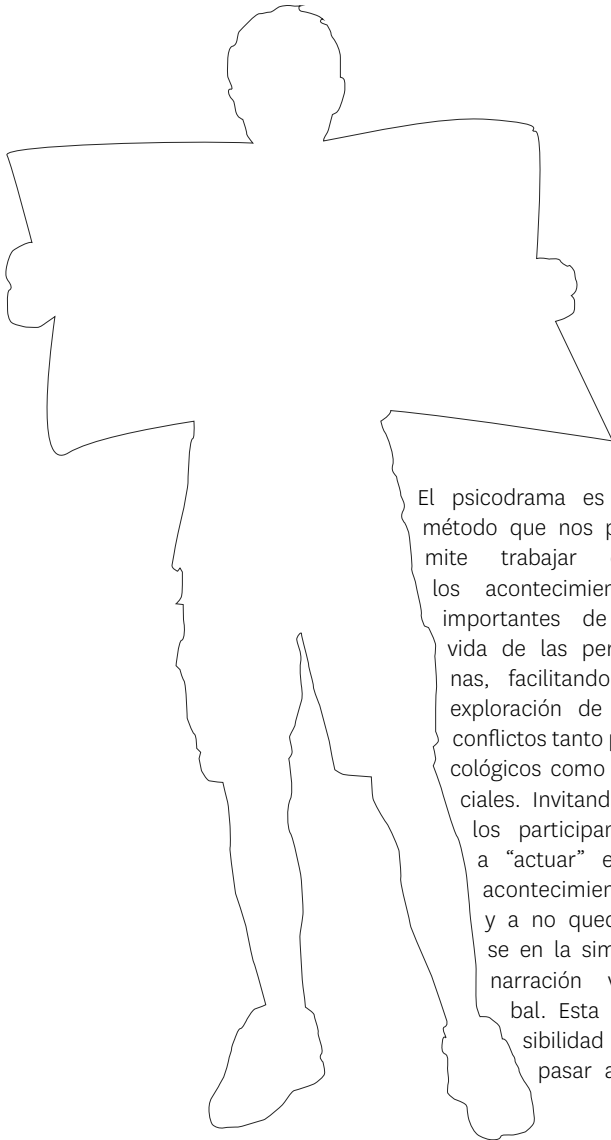 El psicodrama es
método que nos p
mite trabajar
los acontecimien
importantes de
vida de las per
nas, facilitando
exploración de
conflictos tanto p
cológicos como
ciales. Invitand
los participan
a “actuar” e
acontecimien
y a no qued
se en la sim
narración v
bal. Esta
sibilidad
pasar a